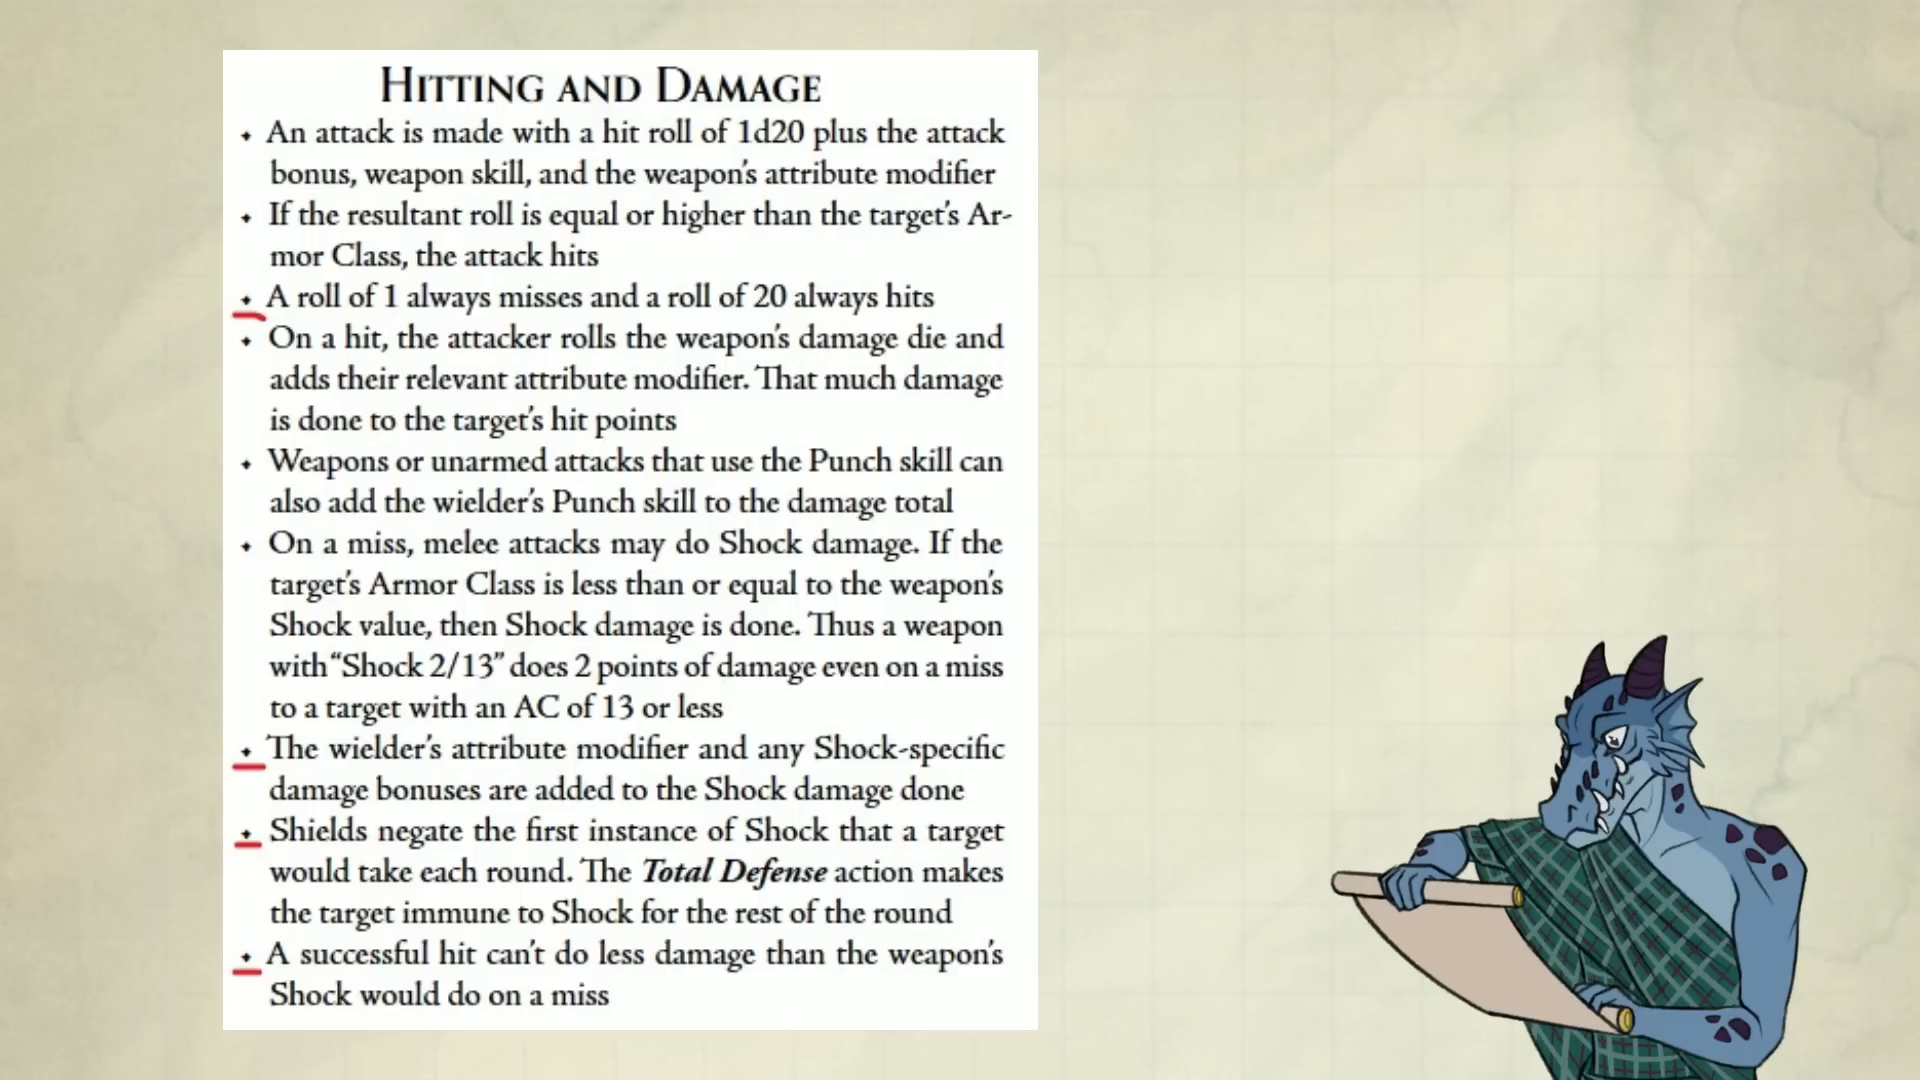 HITTING AND DAMAGE
✦ An attack is made with a hit roll of 1d20 plus the attack
bonus, weapon skill, and the weapon's attribute modifier
✦ If the resultant roll is equal or higher than the target's Ar-
mor Class, the attack hits
✦ A roll of 1 always misses and a roll of 20 always hits
✦ On a hit, the attacker rolls the weapon's damage die and
adds their relevant attribute modifier. That much damage
is done to the target's hit points
✦ Weapons or unarmed attacks that use the Punch skill can
also add the wielder's Punch skill to the damage total
✦ On a miss, melee attacks may do Shock damage. If the
target's Armor Class is less than or equal to the weapon's
Shock value, then Shock damage is done. Thus a weapon
with “Shock 2/13” does 2 points of damage even on a miss
to a target with an AC of 13 or less
✦ The wielder's attribute modifier and any Shock-specific
damage bonuses are added to the Shock damage done
✦ Shields negate the first instance of Shock that a target
would take each round. The Total Defense action makes
the target immune to Shock for the rest of the round
✦ A successful hit can't do less damage than the weapon's
Shock would do on a miss